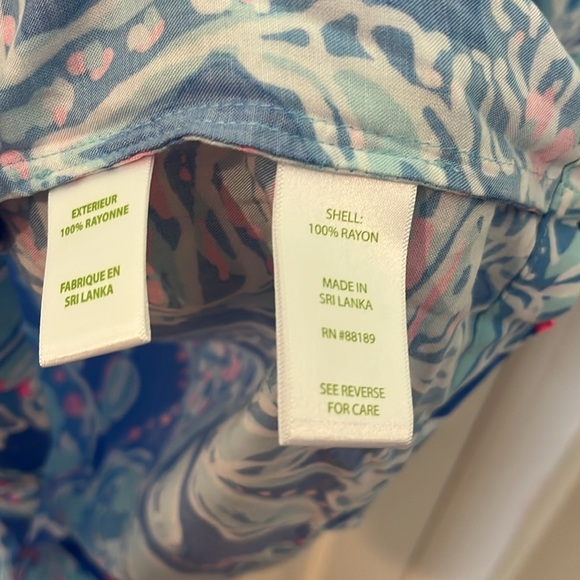 EXTERIEUR
100% RAYONNE
FABRIQUE EN
SRI LANKA
SHELL:
100% RAYON
MADE IN
SRI LANKA
RN #88189
SEE REVERSE
FOR CARE